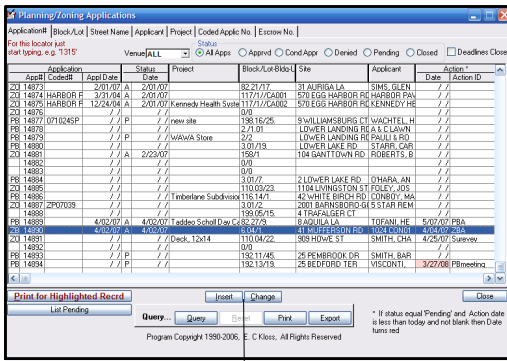 Planning/Zoning Applications
Application# Block/Lot Street Name Applicant Project Coded Applic No. Escrow No.
For this locator just start typing, e.g. '1315'
Venue ALL
Status
All Apps Apprvd Cond.Appr Denied Pending Closed Deadlines Close
Application Status Project Block/Lot-Bldg-U Site Applicant Action *
App# Coded# Appl Date Date Date Action ID
ZO 14873 2/01/07 A 2/01/07 82.21/17. 31 AURIGA LA SIMS, GLEN / /
ZO 14874 HARBOR F 3/31/04 A 2/01/07 117/1//CA001 570 EGG HARBOR RD HARBOR PAV / /
ZO 14875 HARBOR F 12/24/04 A 2/01/07 Kennedy Health Syste 117/1//CA002 570 EGG HARBOR RD KENNEDY HE / /
ZO 14876 / / / / 0/0 / /
PB 14877 071024SP / / P / / new site 198.16/25. 9 WILLIAMSBURG CT WACHTEL, H / /
PB 14878 / / / / 2./1.01 LOWER LANDING RD A & C LAWN / /
PB 14879 / / P / / WAWA Store 2/2 LOWER LANDING RD PAULI & RO / /
PB 14880 / / / / 3.01/19. LOWER LAKE RD STARR, CAR / /
ZO 14881 / / A 2/23/07 158/1 104 GANTTOWN RD ROBERTS, B / /
14882 / / / / 0/0 / /
14883 / / / / 0/0 / /
PB 14884 / / / / 3.01/7. 2 LOWER LAKE RD O'HARA, AN / /
ZO 14885 / / / / 110.03/23. 1104 LIVINGSTON ST FOLEY, JOS / /
PB 14886 / / / / Timberlane Subdivision 116.14/1. 42 WHITE BIRCH RD CONBOY, MA / /
ZO 14887 ZP07039 / / / / 3.01/2. 2001 BARNSBORO-G 5 STAR REM / /
14888 / / / / 199.05/15. 4 TRAFALGER CT / /
PB 14889 4/02/07 A 4/02/07 Taddeo Scholl Day Ca 82.27/9 8 AQUILA LA TOFANI, HE 5/07/07 PBA
ZB 14890 4/02/07 A 4/02/07 6.04/1. 41 MUFFERSON RD 1024 CON01 4/04/07 ZBA
ZO 14891 / / / / Deck, 12x14 110.04/22. 909 HOWE ST SMITH, CHA 4/25/07 Surevey
14892 / / / / 0/0 / /
PB 14893 / / P / / 192.11/45. 25 PEMBROOK DR SMITH, BAR / /
PB 14894 / / / / 192.13/19. 25 BEDFORD TER VISCONTI, 3/27/08 PBmeeting
Print for Highlighted Recrd Insert Change Close
List Pending
Query... Query Reset Print Export
* If status equal 'Pending' and Action date is less than today and not blank then Date turns red
Program Copyright 1990-2006, E. C Kloss, All Rights Reserved